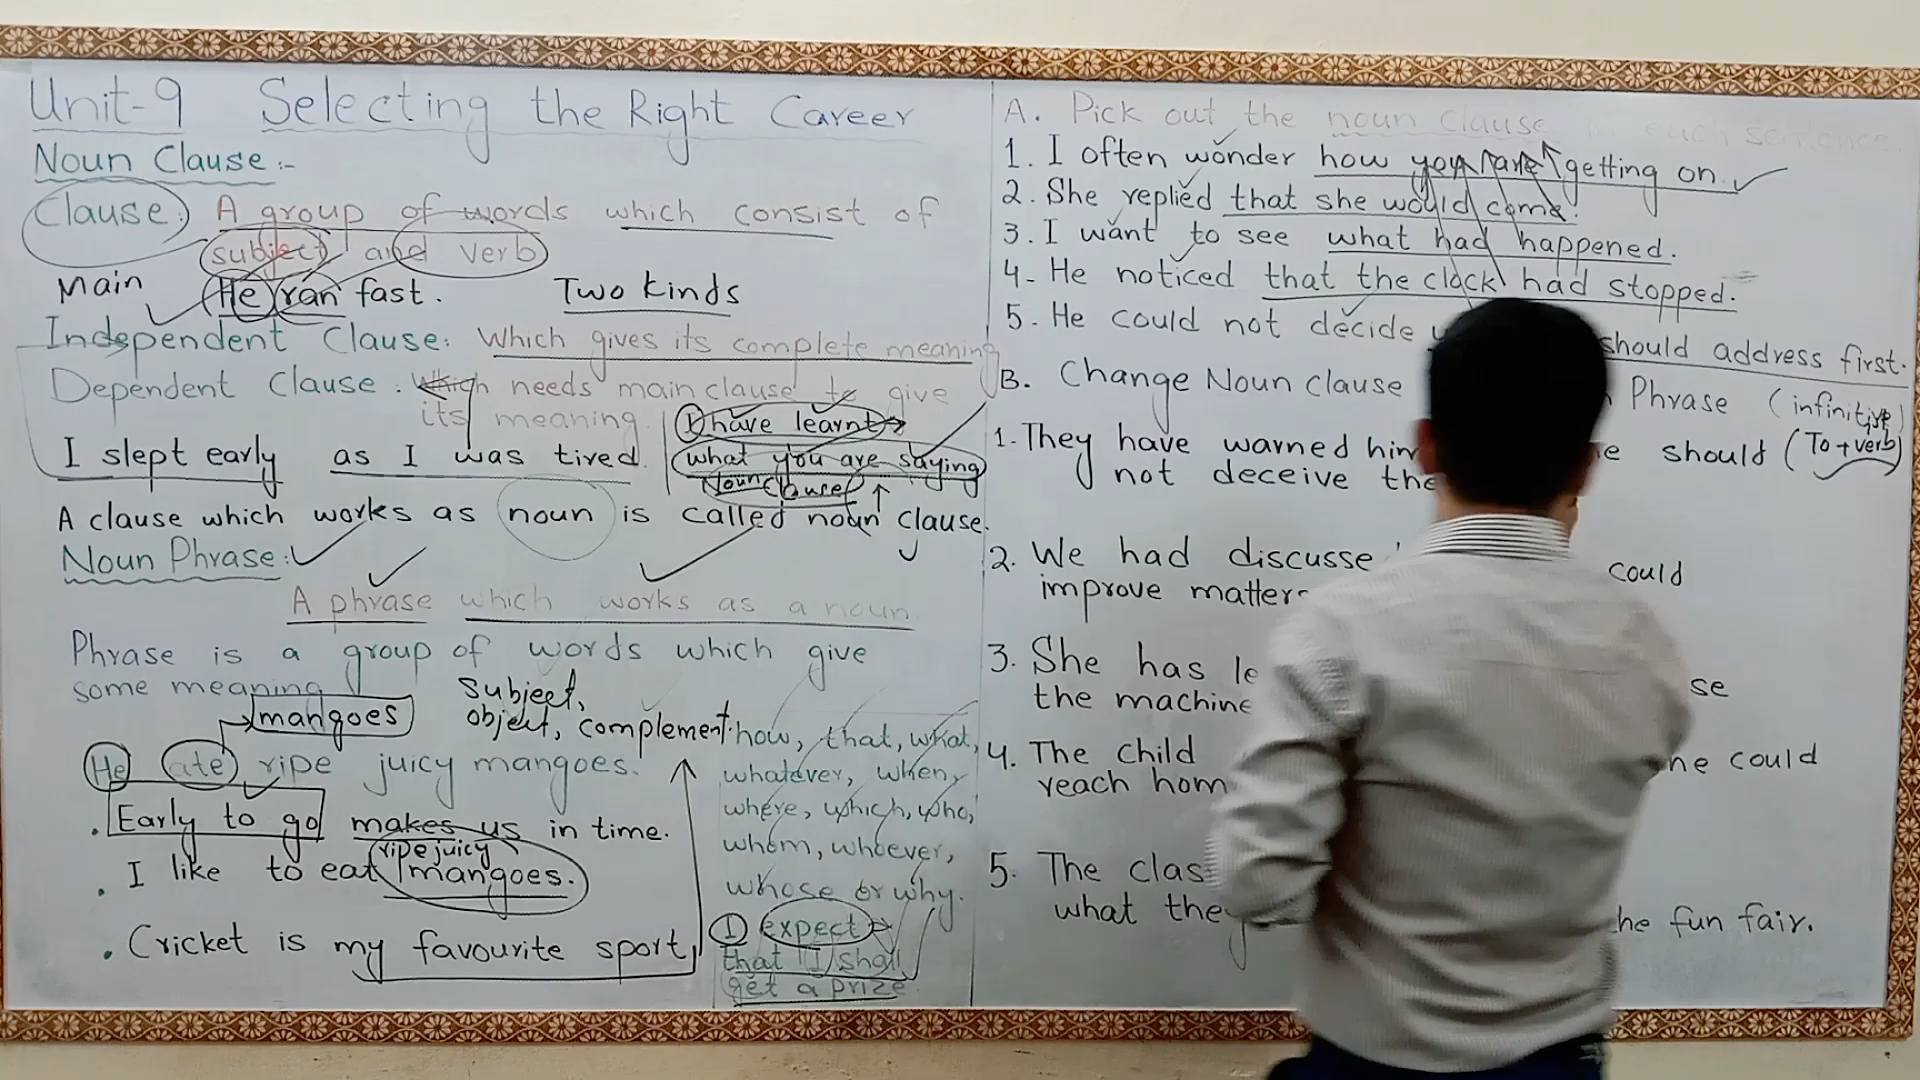 Unit-9 Selecting the Right Career
Noun Clause :-
Clause: A group of words which consist of
subject and verb
Main He ran fast. Two kinds
Independent Clause: Which gives its complete meaning
Dependent Clause. Which needs main clause to give
its meaning.
I have learnt
I slept early as I was tired.
what you are saying
Noun Clause
A clause which works as noun is called noun clause.
Noun Phrase:
A phrase which works as a noun.
Phrase is a group of words which give
some meaning
mangoes
Subject,
object, complement.
He ate ripe juicy mangoes.
. Early to go makes us in time.
ripe juicy
. I like to eat mangoes.
. Cricket is my favourite sport
how, that, what,
whatever, when,
where, which, who,
whom, whoever,
whose or why.
I expect
that I shall
get a prize
A. Pick out the noun clause in each sentence.
1. I often wonder how you are getting on.
2. She replied that she would come.
3. I want to see what had happened.
4- He noticed that the clock had stopped.
5. He could not decide should address first.
B. Change Noun Clause Phrase (infinitive)
1. They have warned him should (To + verb)
not deceive
2. We had could
improve matters
3. She has se
the machine
4. The child he could
reach
5. The
what the fun fair.